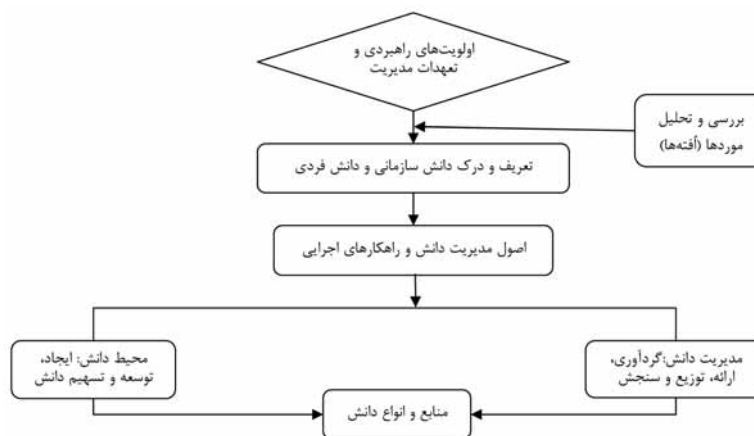 اولویت‌های راهبردی و
تعهدات مدیریت
بررسی و تحلیل
موردها (اُفته‌ها)
تعریف و درک دانش سازمانی و دانش فردی
اصول مدیریت دانش و راهکارهای اجرایی
مدیریت دانش:گردآوری،
ارائه، توزیع و سنجش
محیط دانش: ایجاد،
توسعه و تسهیم دانش
منابع و انواع دانش